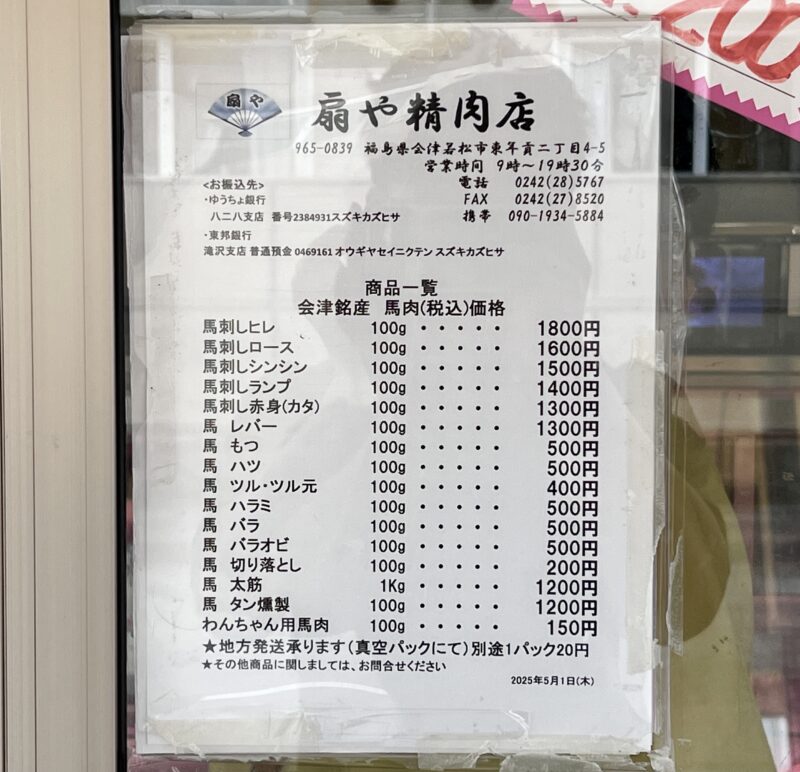 200
扇や
扇や精肉店
965-0839 福島県会津若松市東年貢二丁目4-5
営業時間 9時～19時30分
<お振込先> 電話 0242(28)5767
・ゆうちょ銀行 FAX 0242(27)8520
八二八支店 番号2384931スズキカズヒサ 携帯 090-1934-5884
・東邦銀行
滝沢支店 普通預金 0469161 オウギヤセイニクテン スズキカズヒサ
商品一覧
会津銘産 馬肉(税込)価格
馬刺しヒレ 100g ・・・・・ 1800円
馬刺しロース 100g ・・・・・ 1600円
馬刺しシンシン 100g ・・・・・ 1500円
馬刺しランプ 100g ・・・・・ 1400円
馬刺し赤身(カタ) 100g ・・・・・ 1300円
馬 レバー 100g ・・・・・ 1300円
馬 もつ 100g ・・・・・ 500円
馬 ハツ 100g ・・・・・ 500円
馬 ツル・ツル元 100g ・・・・・ 400円
馬 ハラミ 100g ・・・・・ 500円
馬 バラ 100g ・・・・・ 500円
馬 バラオビ 100g ・・・・・ 500円
馬 切り落とし 100g ・・・・・ 200円
馬 太筋 1Kg ・・・・・ 1200円
馬 タン燻製 100g ・・・・・ 1200円
わんちゃん用馬肉 100g ・・・・・ 150円
★地方発送承ります(真空パックにて)別途1パック20円
★その他商品に関しましては、お問合せください
2025年5月1日(木)